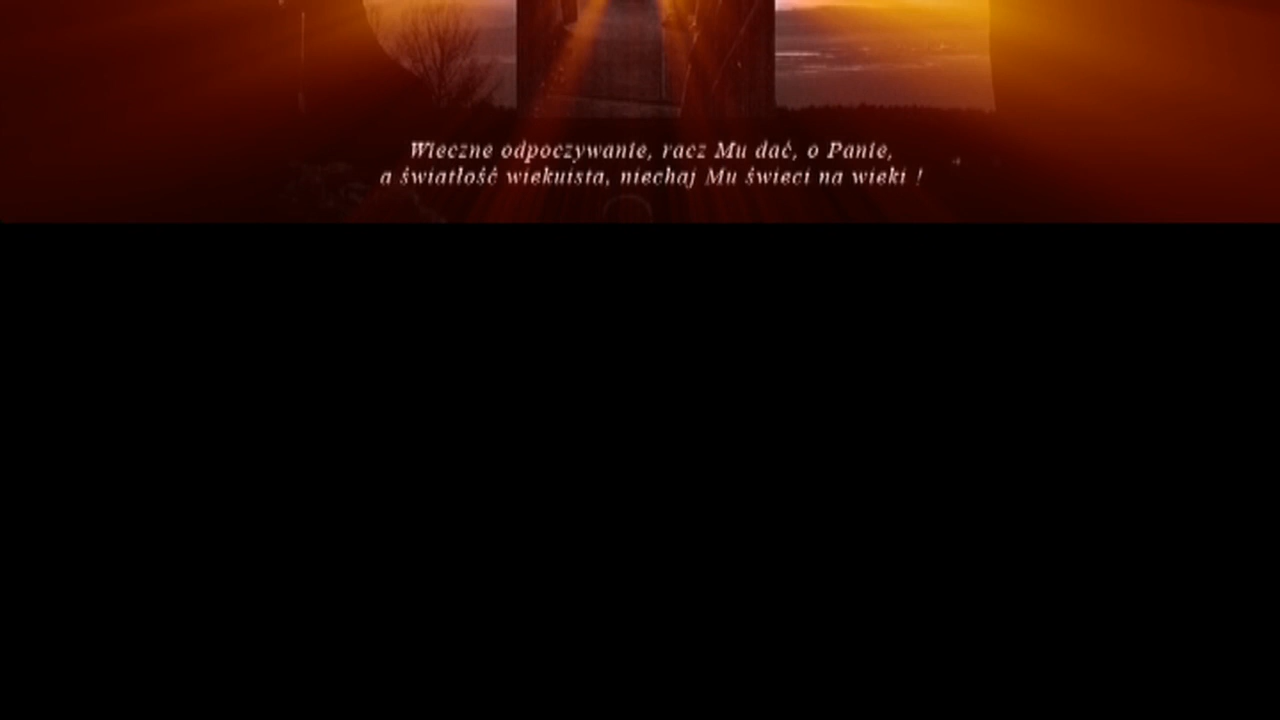 Wieczne odpoczywanie, racz Mu dać, o Panie,
a światłość wiekuista, niechaj Mu świeci na wieki !